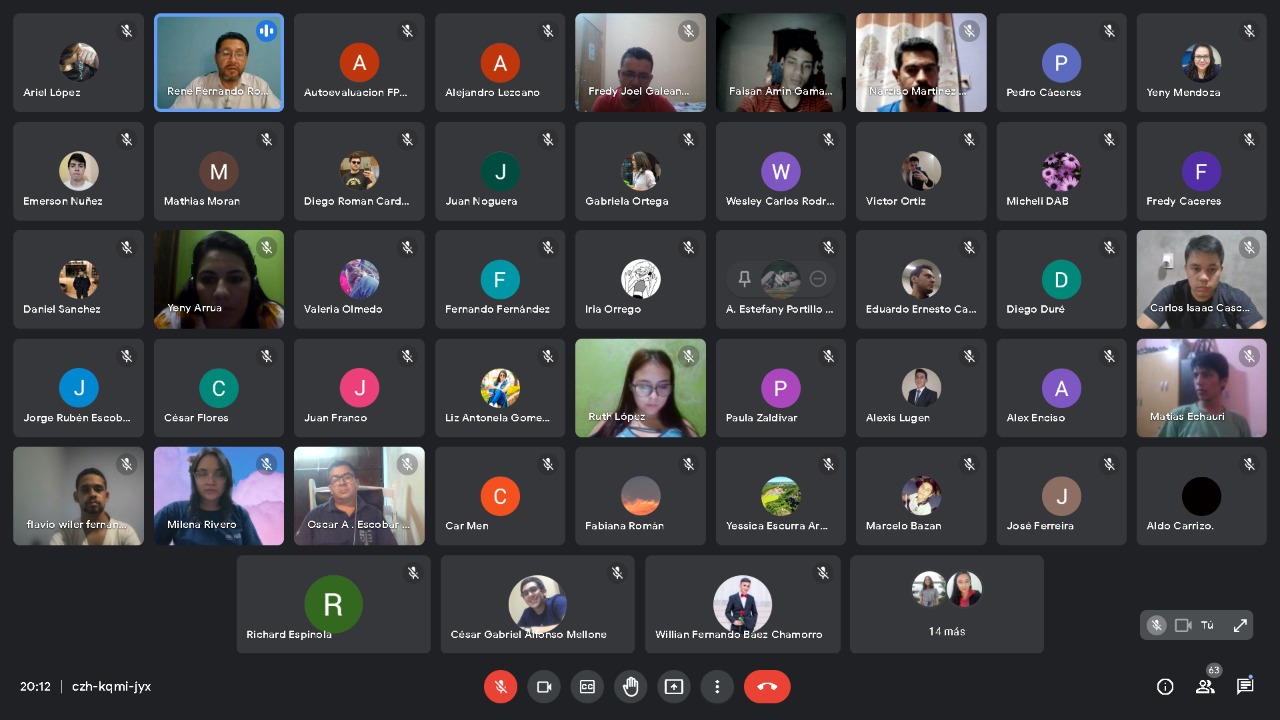 Ariel López
René Fernando Ro...
A
Autoevaluacion FP...
A
Alejandro Lezcano
Fredy Joel Galean...
Faisan Amin Gama...
Narziso Martinez ...
P
Pedro Cáceres
Yeny Mendoza
Emerson Nuñez
M
Mathias Moran
Diego Roman Card...
J
Juan Noguera
Gabriela Ortega
W
Wesley Carlos Rodr...
Victor Ortiz
Micheli DAB
F
Fredy Caceres
Daniel Sanchez
Yeny Arrua
Valeria Olmedo
F
Fernando Fernández
Iria Orrego
A. Estefany Portillo ...
Eduardo Ernesto Ca...
D
Diego Duré
Carlos Isaac Casc...
J
Jorge Rubén Escob...
C
César Flores
J
Juan Franco
Liz Antonela Gome...
Ruth López
P
Paula Zaldivar
Alexis Lugen
A
Alex Enciso
Matias Echauri
flavio wiler fernan...
Milena Rivero
Oscar A . Escobar ...
C
Car Men
Fabiana Román
Yessica Escurra Ar...
Marcelo Bazan
J
José Ferreira
Aldo Carrizo.
R
Richard Espinola
César Gabriel Alfonso Mellone
Willian Fernando Báez Chamorro
14 más
Tú
20:12 | czh-kqmi-jyx
CC
63